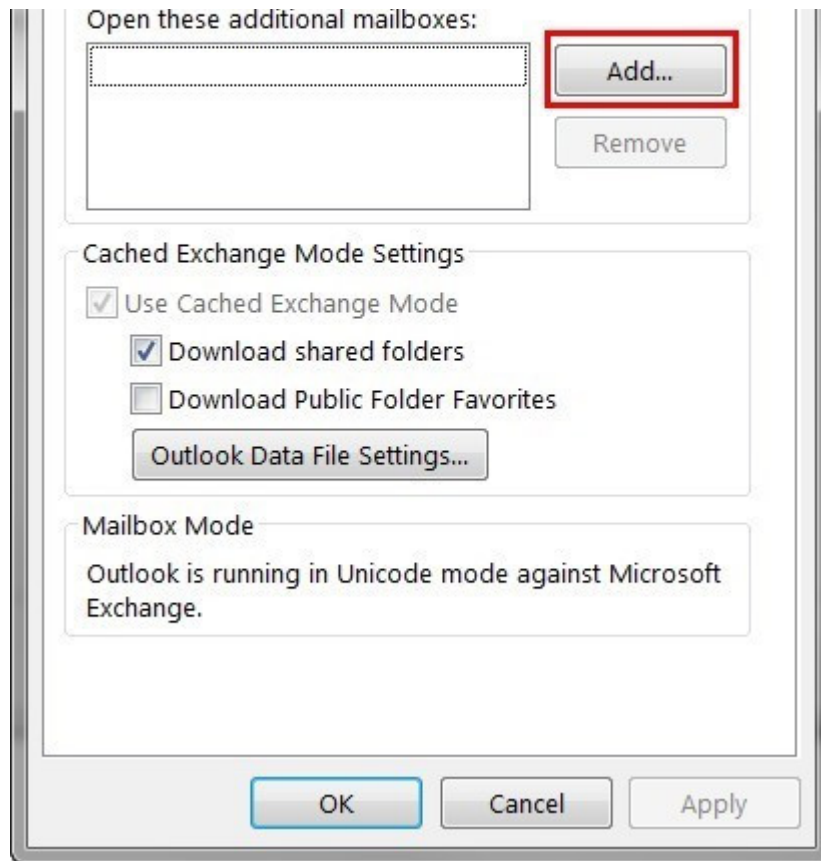 Open these additional mailboxes:
Add...
Remove
Cached Exchange Mode Settings
Use Cached Exchange Mode
Download shared folders
Download Public Folder Favorites
Outlook Data File Settings...
Mailbox Mode
Outlook is running in Unicode mode against Microsoft
Exchange.
OK Cancel Apply